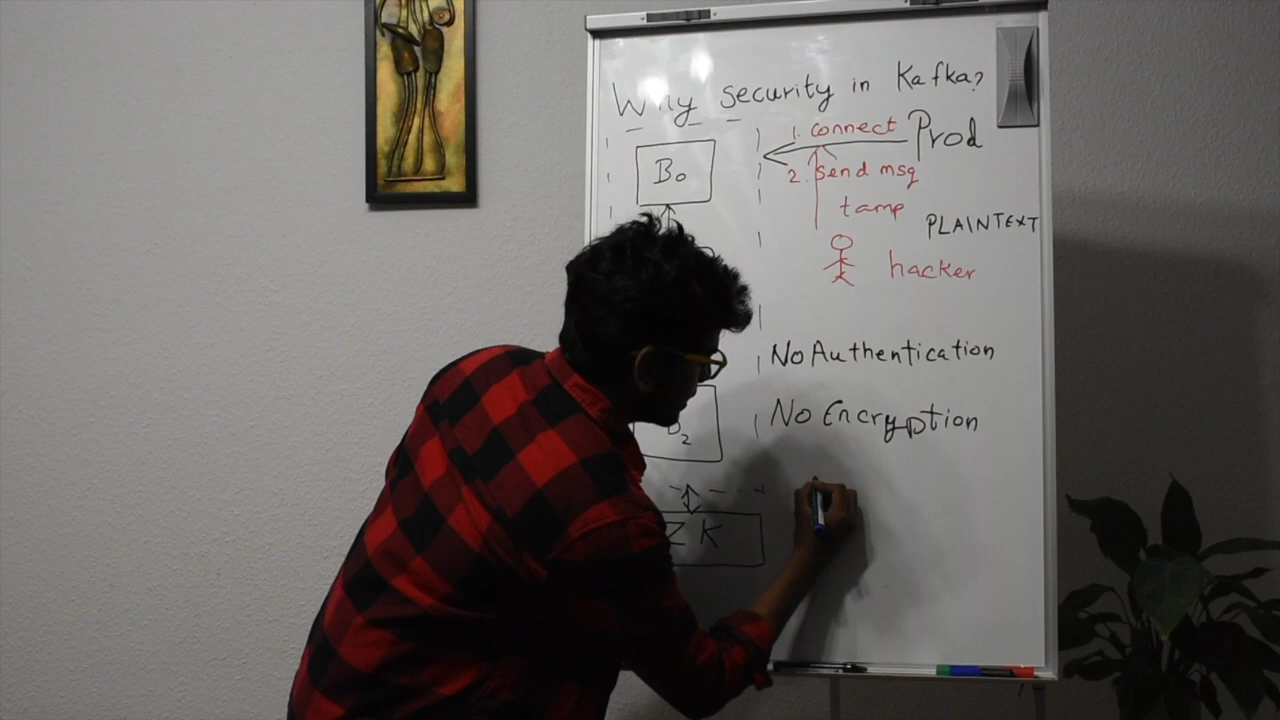 Why security in Kafka?
1. connect
Prod
B0
2. send msg
tamp
PLAINTEXT
hacker
No Authentication
No Encryption
2
ZK